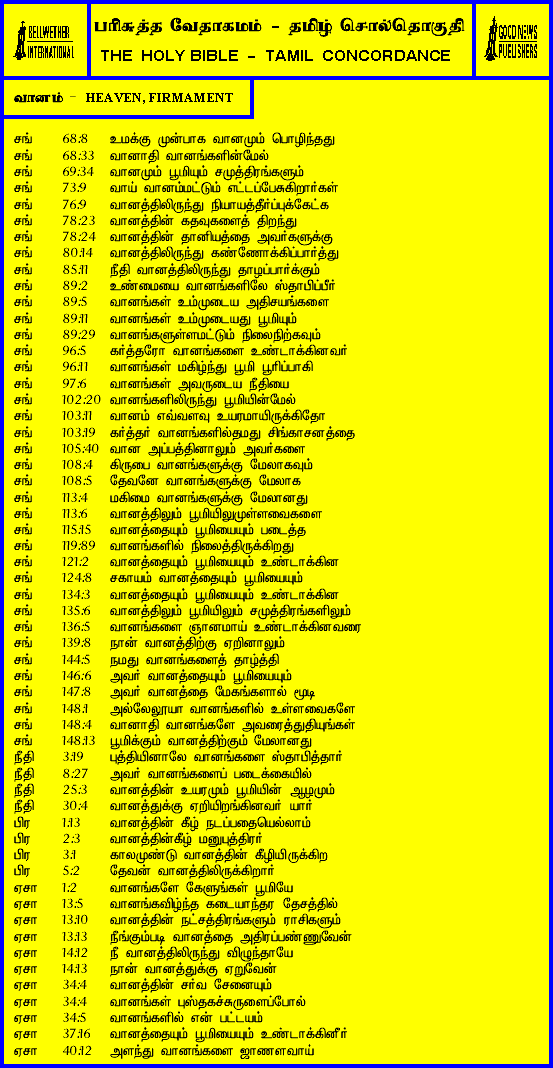 BELLWETHER
INTERNATIONAL
பரிசுத்த வேதாகமம் - தமிழ் சொல்தொகுதி
THE HOLY BIBLE - TAMIL CONCORDANCE
GOOD NEWS
PUBLISHERS
வானம் - HEAVEN, FIRMAMENT
சங் 68:8 உமக்கு முன்பாக வானமும் பொழிந்தது
சங் 68:33 வானாதி வானங்களின்மேல்
சங் 69:34 வானமும் பூமியும் சமுத்திரங்களும்
சங் 73:9 வாய் வானம்மட்டும் எட்டப்பேசுகிறார்கள்
சங் 76:9 வானத்திலிருந்து நியாயத்தீர்ப்புக்கேட்க
சங் 78:23 வானத்தின் கதவுகளைத் திறந்து
சங் 78:24 வானத்தின் தானியத்தை அவர்களுக்கு
சங் 80:14 வானத்திலிருந்து கண்ணோக்கிப்பார்த்து
சங் 85:11 நீதி வானத்திலிருந்து தாழப்பார்க்கும்
சங் 89:2 உண்மையை வானங்களிலே ஸ்தாபிப்பீர்
சங் 89:5 வானங்கள் உம்முடைய அதிசயங்களை
சங் 89:11 வானங்கள் உம்முடையது பூமியும்
சங் 89:29 வானங்களுள்ளமட்டும் நிலைநிற்கவும்
சங் 96:5 கர்த்தரோ வானங்களை உண்டாக்கினவர்
சங் 96:11 வானங்கள் மகிழ்ந்து பூமி பூரிப்பாகி
சங் 97:6 வானங்கள் அவருடைய நீதியை
சங் 102:20 வானங்களிலிருந்து பூமியின்மேல்
சங் 103:11 வானம் எவ்வளவு உயரமாயிருக்கிதோ
சங் 103:19 கர்த்தர் வானங்களில்தமது சிங்காசனத்தை
சங் 105:40 வான அப்பத்தினாலும் அவர்களை
சங் 108:4 கிருபை வானங்களுக்கு மேலாகவும்
சங் 108:5 தேவனே வானங்களுக்கு மேலாக
சங் 113:4 மகிமை வானங்களுக்கு மேலானது
சங் 113:6 வானத்திலும் பூமியிலுமுள்ளவைகளை
சங் 115:15 வானத்தையும் பூமியையும் படைத்த
சங் 119:89 வானங்களில் நிலைத்திருக்கிறது
சங் 121:2 வானத்தையும் பூமியையும் உண்டாக்கின
சங் 124:8 சகாயம் வானத்தையும் பூமியையும்
சங் 134:3 வானத்தையும் பூமியையும் உண்டாக்கின
சங் 135:6 வானத்திலும் பூமியிலும் சமுத்திரங்களிலும்
சங் 136:5 வானங்களை ஞானமாய் உண்டாக்கினவரை
சங் 139:8 நான் வானத்திற்கு ஏறினாலும்
சங் 144:5 நமது வானங்களைத் தாழ்த்தி
சங் 146:6 அவர் வானத்தையும் பூமியையும்
சங் 147:8 அவர் வானத்தை மேகங்களால் மூடி
சங் 148:1 அல்லேலூயா வானங்களில் உள்ளவைகளே
சங் 148:4 வானாதி வானங்களே அவரைத்துதியுங்கள்
சங் 148:13 பூமிக்கும் வானத்திற்கும் மேலானது
நீதி 3:19 புத்தியினாலே வானங்களை ஸ்தாபித்தார்
நீதி 8:27 அவர் வானங்களைப் படைக்கையில்
நீதி 25:3 வானத்தின் உயரமும் பூமியின் ஆழமும்
நீதி 30:4 வானத்துக்கு ஏறியிறங்கினவர் யார்
பிர 1:13 வானத்தின் கீழ் நடப்பதையெல்லாம்
பிர 2:3 வானத்தின்கீழ் மனுபுத்திரர்
பிர 3:1 காலமுண்டு வானத்தின் கீழியிருக்கிற
பிர 5:2 தேவன் வானத்திலிருக்கிறார்
ஏசா 1:2 வானங்களே கேளுங்கள் பூமியே
ஏசா 13:5 வானங்கவிழ்ந்த கடையாந்தர தேசத்தில்
ஏசா 13:10 வானத்தின் நட்சத்திரங்களும் ராசிகளும்
ஏசா 13:13 நீங்கும்படி வானத்தை அதிரப்பண்ணுவேன்
ஏசா 14:12 நீ வானத்திலிருந்து விழுந்தாயே
ஏசா 14:13 நான் வானத்துக்கு ஏறுவேன்
ஏசா 34:4 வானத்தின் சர்வ சேனையும்
ஏசா 34:4 வானங்கள் புஸ்தகச்சுருளைப்போல்
ஏசா 34:5 வானங்களில் என் பட்டயம்
ஏசா 37:16 வானத்தையும் பூமியையும் உண்டாக்கினீர்
ஏசா 40:12 அளந்து வானங்களை ஜாணளவாய்